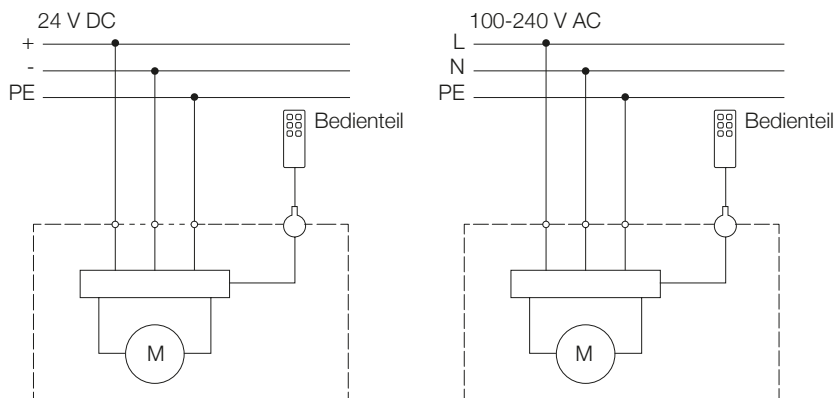 24 V DC
+
-
PE
Bedienteil
M
100-240 V AC
L
N
PE
Bedienteil
M